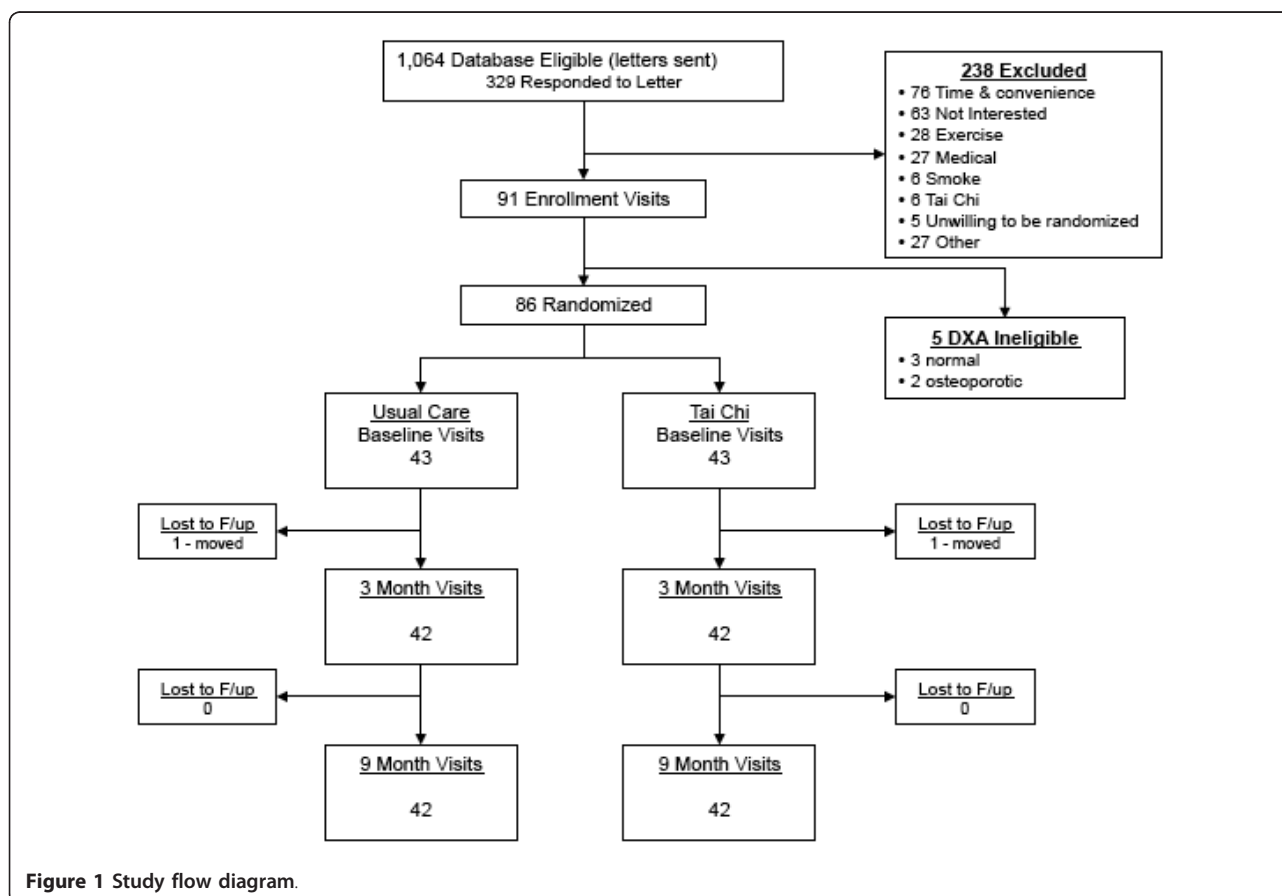 1,064 Database Eligible (letters sent)
329 Responded to Letter
238 Excluded
• 76 Time & convenience
• 63 Not Interested
• 28 Exercise
• 27 Medical
• 6 Smoke
• 6 Tai Chi
• 5 Unwilling to be randomized
• 27 Other
91 Enrollment Visits
86 Randomized
5 DXA Ineligible
• 3 normal
• 2 osteoporotic
Usual Care
Baseline Visits
43
Tai Chi
Baseline Visits
43
Lost to F/up
1 - moved
Lost to F/up
1 - moved
3 Month Visits
42
3 Month Visits
42
Lost to F/up
0
Lost to F/up
0
9 Month Visits
42
9 Month Visits
42
Figure 1 Study flow diagram.